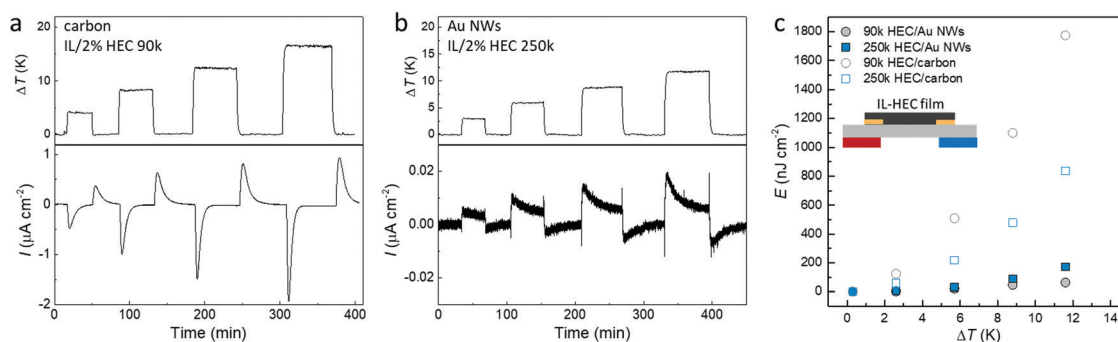 a
carbon
IL/2% HEC 90k
ΔT (K)
20
15
10
5
0
I (μA cm⁻²)
1
0
-1
-2
0 100 200 300 400
Time (min)
b
Au NWs
IL/2% HEC 250k
ΔT (K)
20
15
10
5
0
I (μA cm⁻²)
0.02
0.00
-0.02
0 100 200 300 400
Time (min)
c
90k HEC/Au NWs
250k HEC/Au NWs
90k HEC/carbon
250k HEC/carbon
IL-HEC film
E (nJ cm⁻²)
1800
1600
1400
1200
1000
800
600
400
200
0
0 2 4 6 8 10 12 14
ΔT (K)